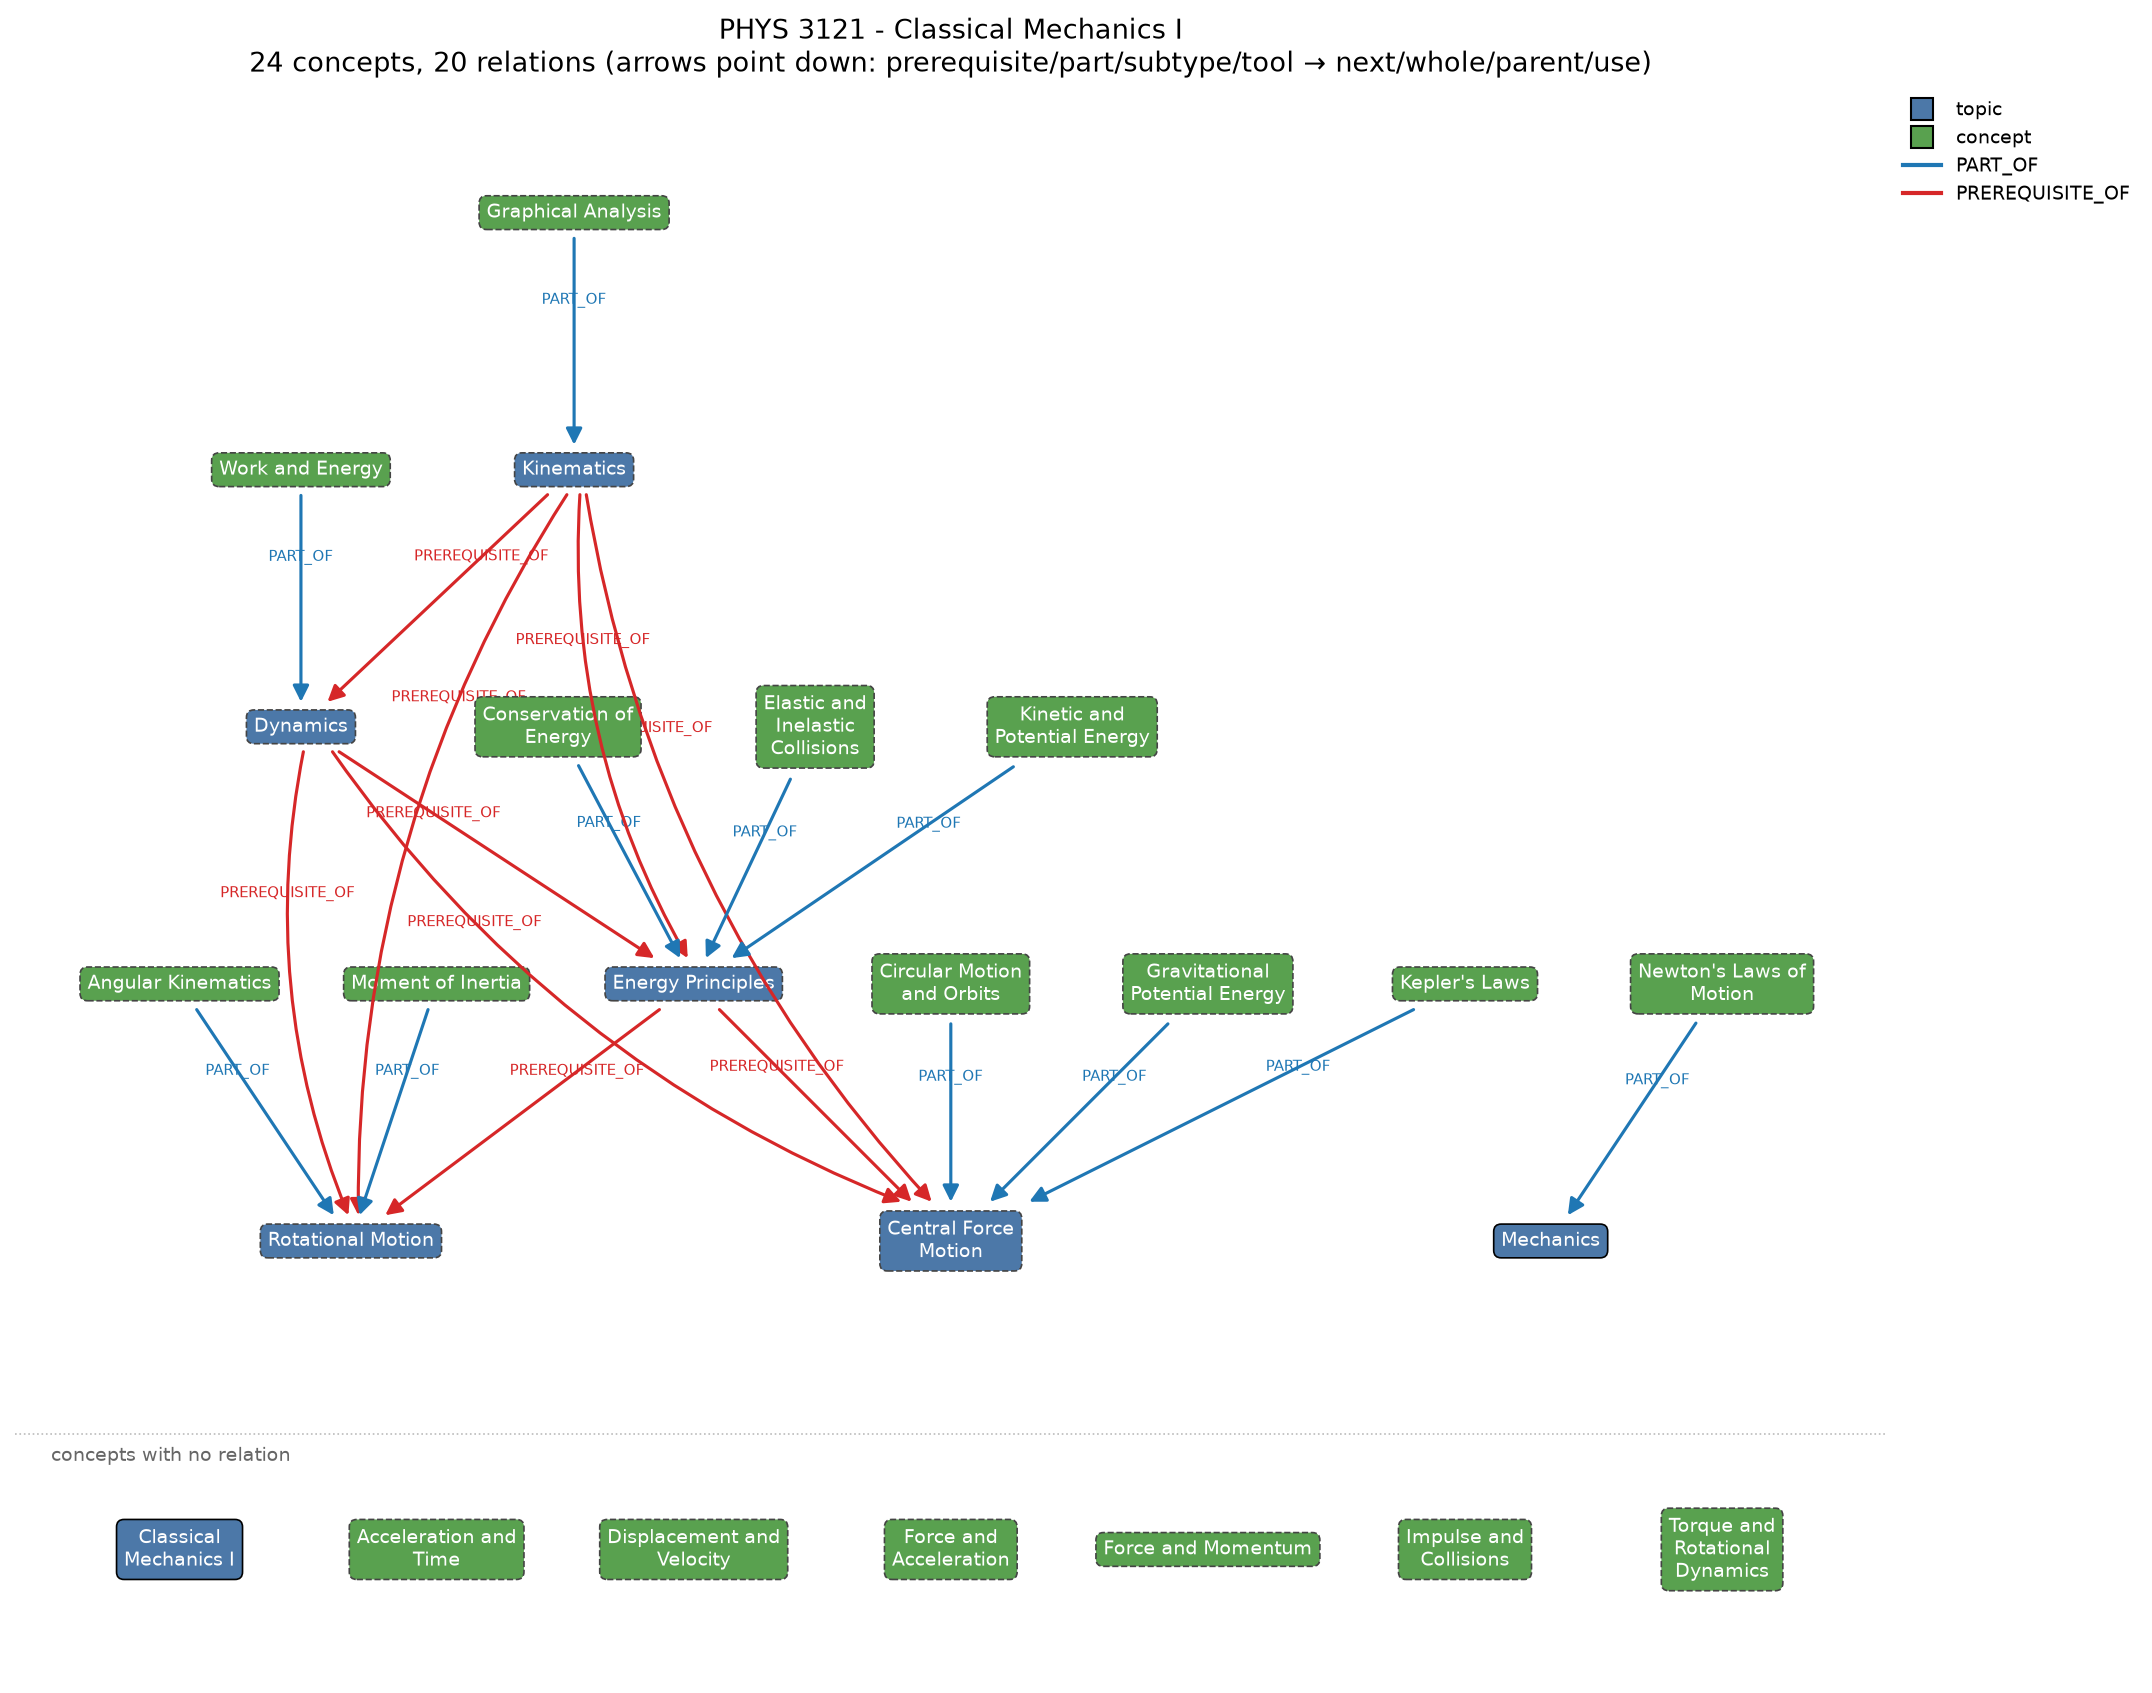 PHYS 3121 - Classical Mechanics I
24 concepts, 20 relations (arrows point down: prerequisite/part/subtype/tool → next/whole/parent/use)
topic
concept
PART_OF
PREREQUISITE_OF
Graphical Analysis
PART_OF
Work and Energy
Kinematics
PART_OF
PREREQUISITE_OF
PREREQUISITE_OF
PREREQUISITE_OF
Dynamics
Conservation of
Energy
ISITE_OF
Elastic and
Inelastic
Collisions
Kinetic and
Potential Energy
PREREQUISITE_OF
PART_OF
PART_OF
PART_OF
PREREQUISITE_OF
PREREQUISITE_OF
Angular Kinematics
Moment of Inertia
Energy Principles
Circular Motion
and Orbits
Gravitational
Potential Energy
Kepler's Laws
Newton's Laws of
Motion
PART_OF
PART_OF
PREREQUISITE_OF
PREREQUISITE_OF
PART_OF
PART_OF
PART_OF
PART_OF
Rotational Motion
Central Force
Motion
Mechanics
concepts with no relation
Classical
Mechanics I
Acceleration and
Time
Displacement and
Velocity
Force and
Acceleration
Force and Momentum
Impulse and
Collisions
Torque and
Rotational
Dynamics